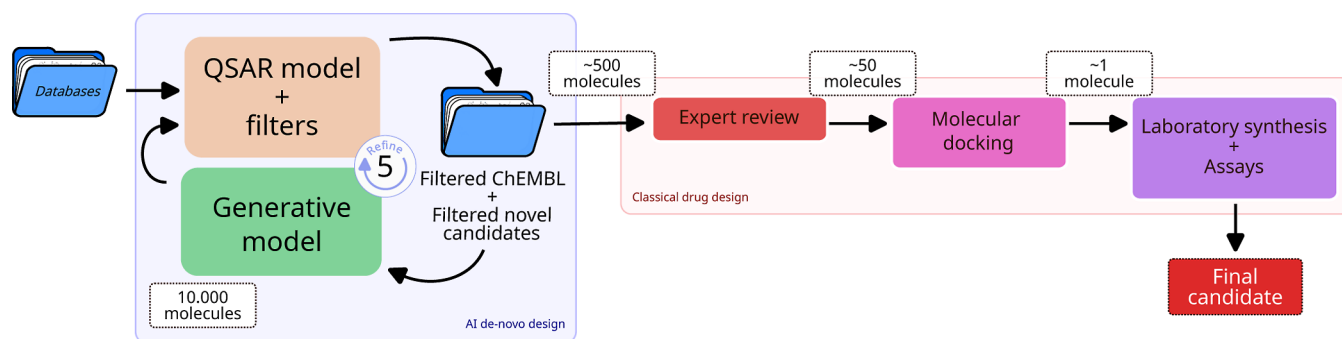 Databases
QSAR model
+
filters
Refine
5
Generative
model
10.000
molecules
Filtered ChEMBL
+
Filtered novel
candidates
AI de-novo design
~500
molecules
Expert review
~50
molecules
Molecular
docking
~1
molecule
Laboratory synthesis
+
Assays
Classical drug design
Final
candidate